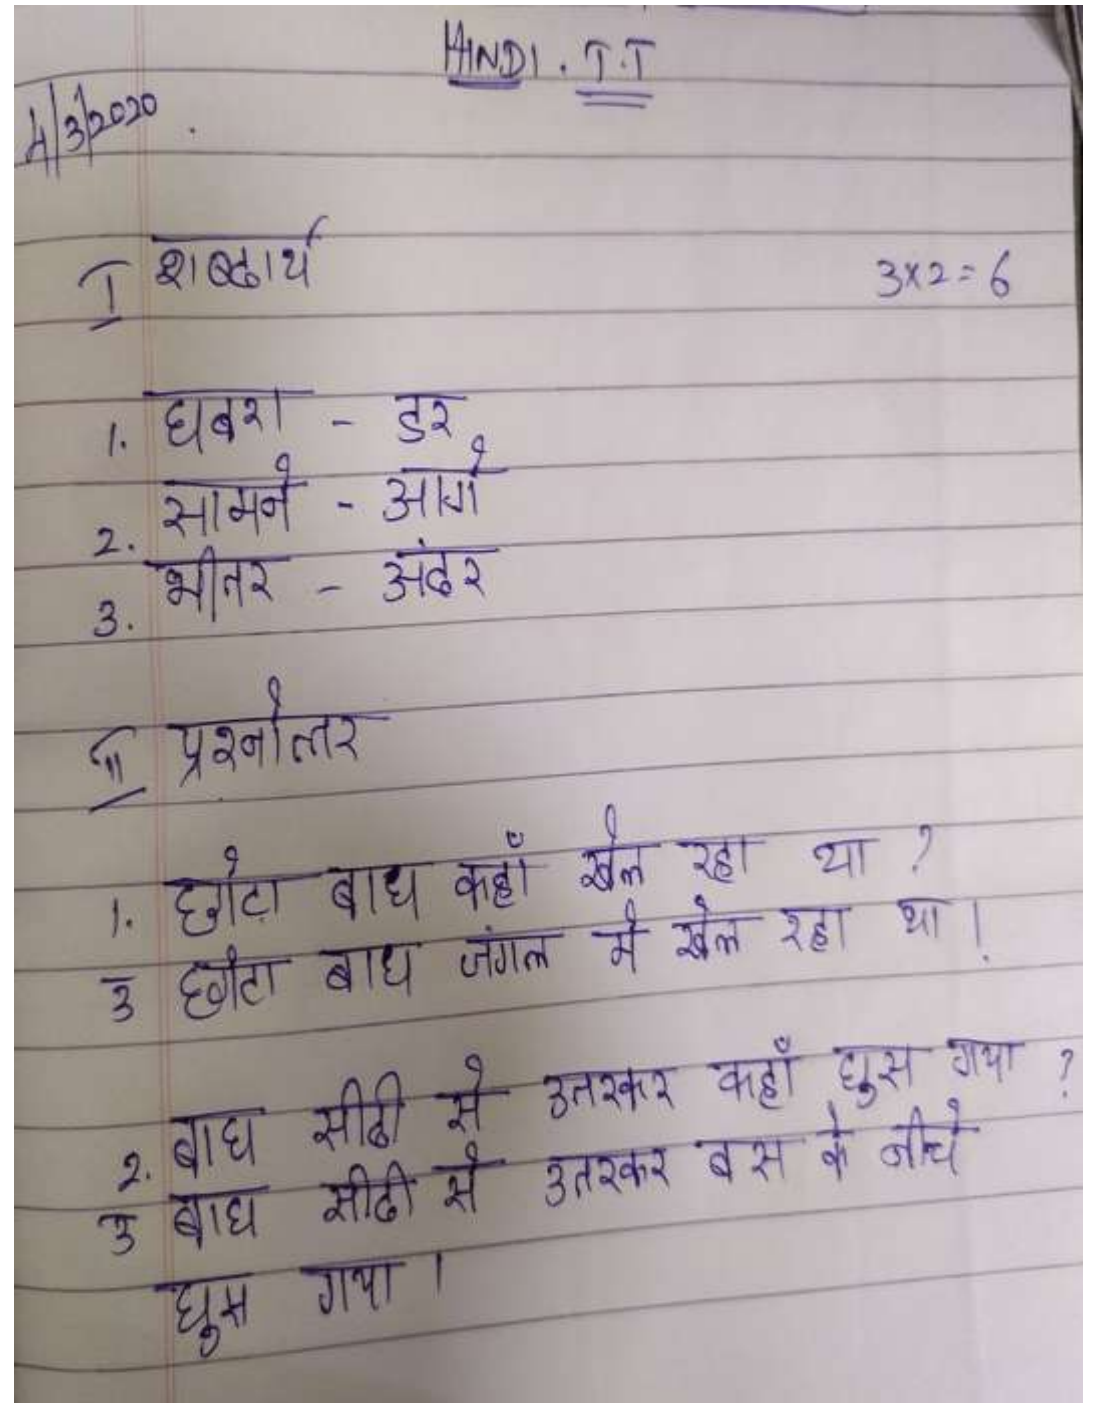 HINDI . T.T
4/3/2020
I शब्दार्थ 3x2=6
1. घबरा - डर
2. सामने - आगे
3. भीतर - अंदर
II प्रश्नोत्तर
1. छोटा बाघ कहाँ खेल रहा था ?
उ छोटा बाघ जंगल मे खेल रहा था ।
2. बाघ सीढी से उतरकर कहाँ घुस गया ?
उ बाघ सीढी से उतरकर बस के नीचे
घुस गया ।